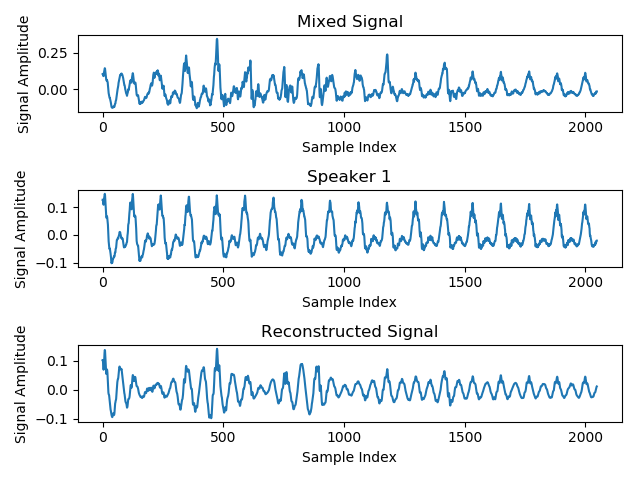 Mixed Signal
Signal Amplitude
0.25
0.00
0 500 1000 1500 2000
Sample Index
Speaker 1
Signal Amplitude
0.1
0.0
−0.1
0 500 1000 1500 2000
Sample Index
Reconstructed Signal
Signal Amplitude
0.1
0.0
−0.1
0 500 1000 1500 2000
Sample Index